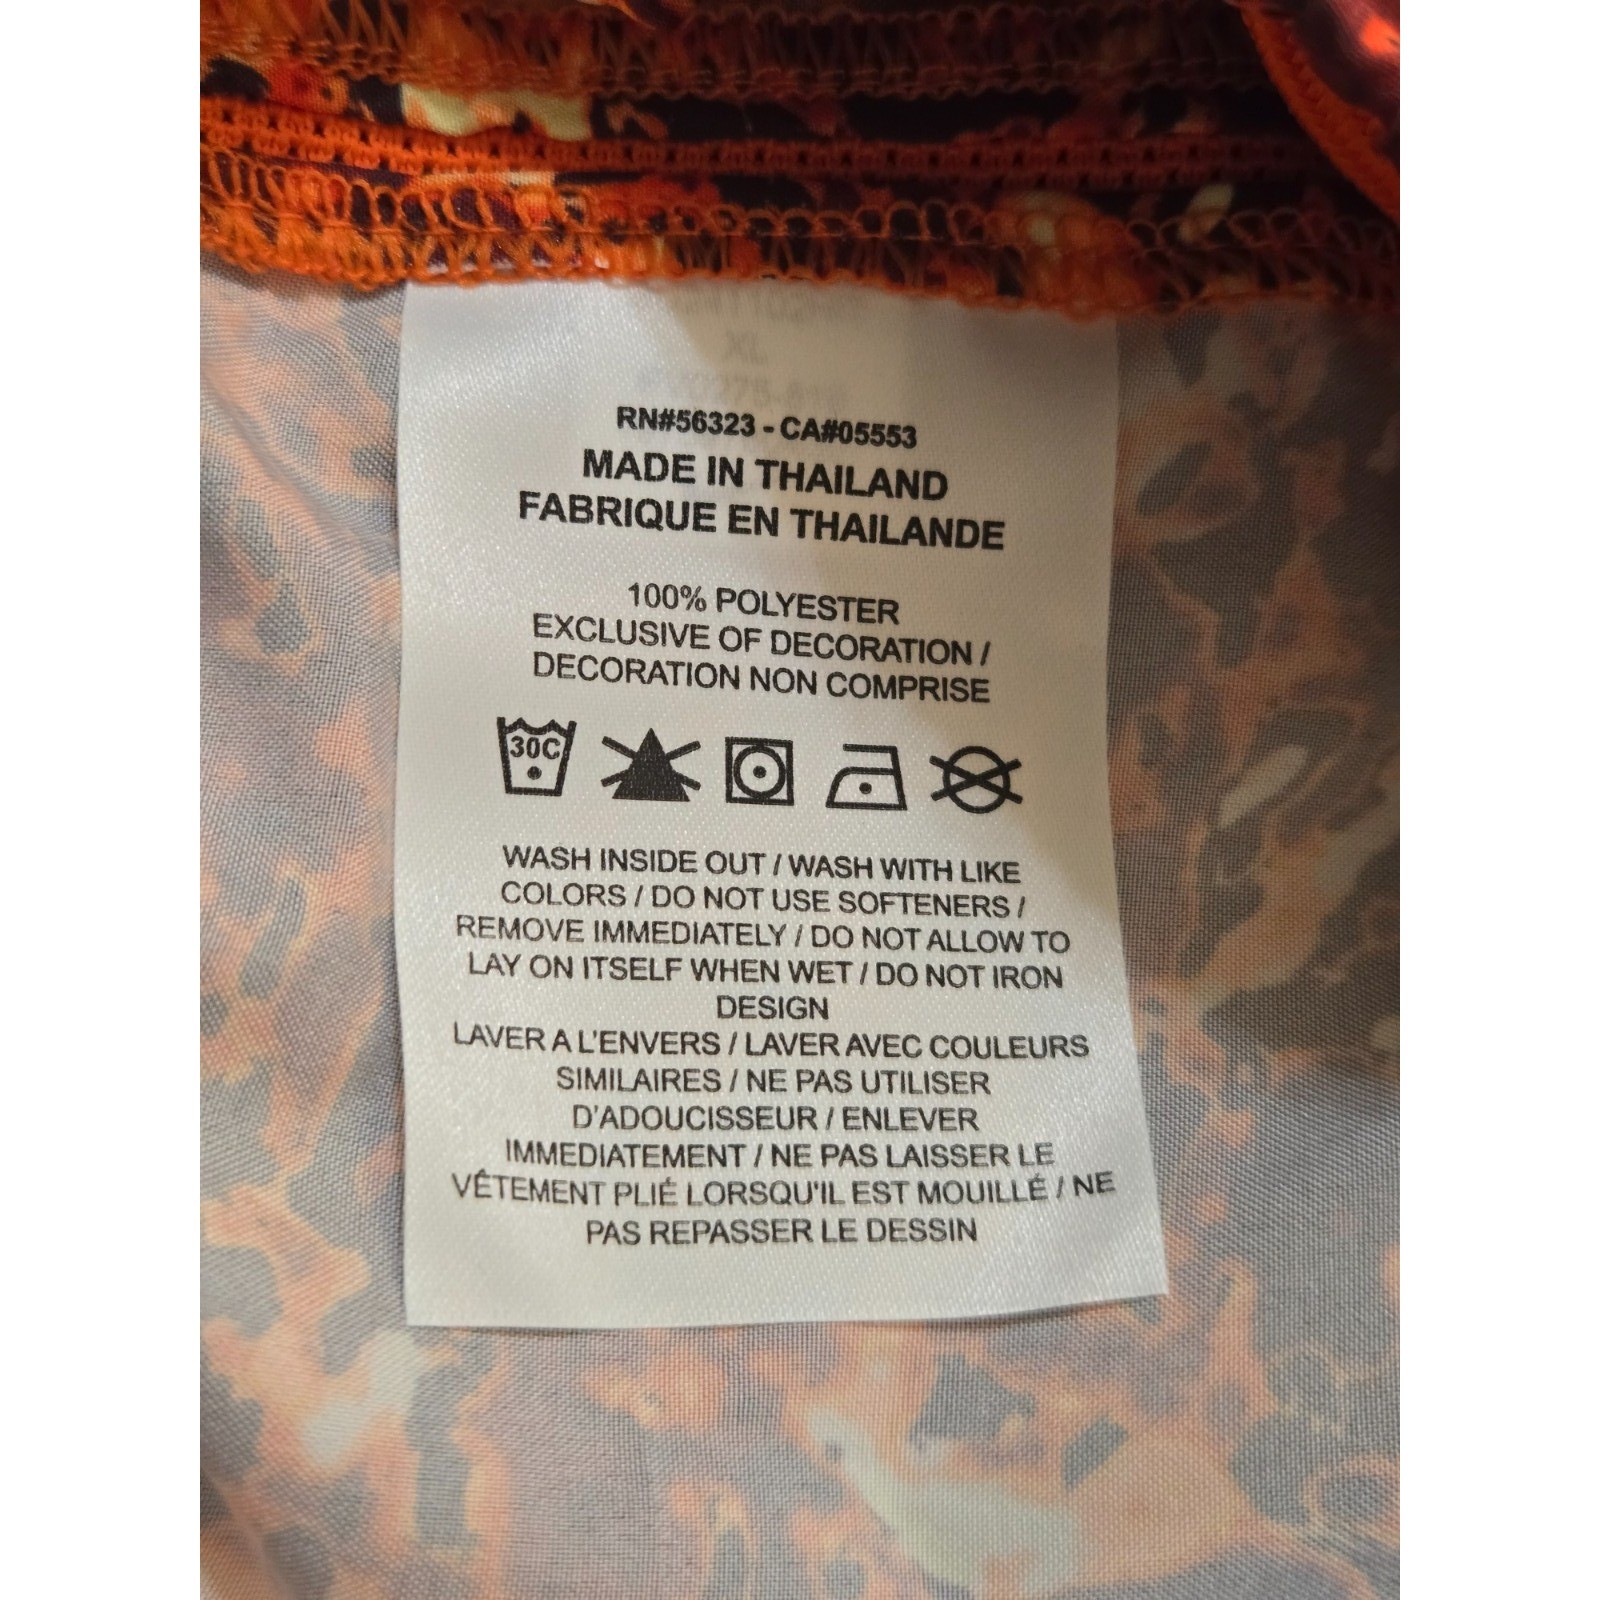 XL
RN#56323 - CA#05553
MADE IN THAILAND
FABRIQUE EN THAILANDE
100% POLYESTER
EXCLUSIVE OF DECORATION /
DECORATION NON COMPRISE
30C
WASH INSIDE OUT / WASH WITH LIKE
COLORS / DO NOT USE SOFTENERS /
REMOVE IMMEDIATELY / DO NOT ALLOW TO
LAY ON ITSELF WHEN WET / DO NOT IRON
DESIGN
LAVER A L'ENVERS / LAVER AVEC COULEURS
SIMILAIRES / NE PAS UTILISER
D'ADOUCISSEUR / ENLEVER
IMMEDIATEMENT / NE PAS LAISSER LE
VÊTEMENT PLIÉ LORSQU'IL EST MOUILLÉ / NE
PAS REPASSER LE DESSIN